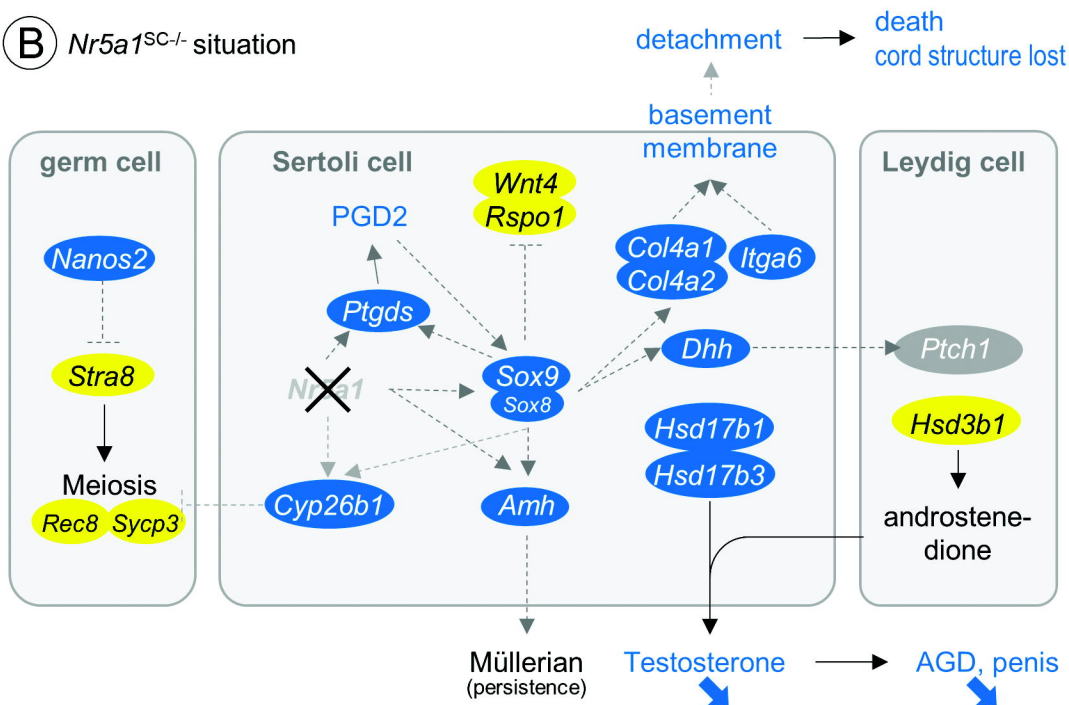 B Nr5a1SC-/- situation
detachment
death
cord structure lost
basement
membrane
germ cell
Sertoli cell
Leydig cell
Wnt4
Rspo1
PGD2
Nanos2
Col4a1
Col4a2
Itga6
Ptgds
Dhh
Ptch1
Stra8
Nr5a1
Sox9
Sox8
Hsd3b1
Hsd17b1
Hsd17b3
Meiosis
Rec8 Sycp3
Cyp26b1
Amh
androstene-
dione
Müllerian
(persistence)
Testosterone
AGD, penis